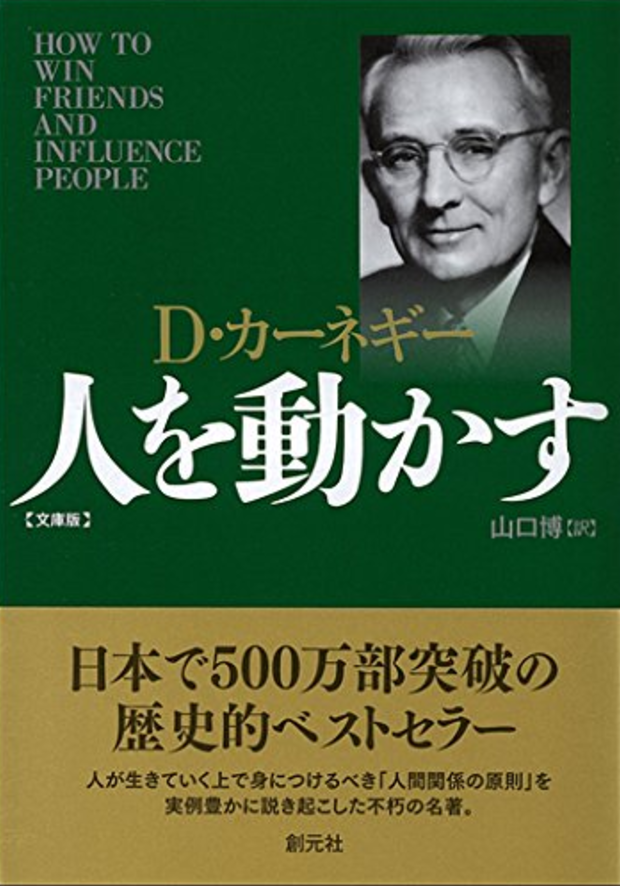 HOW TO
WIN
FRIENDS
AND
INFLUENCE
PEOPLE
D・カーネギー
人を動かす
【文庫版】
山口博【訳】
日本で500万部突破の
歴史的ベストセラー
人が生きていく上で身につけるべき「人間関係の原則」を
実例豊かに説き起こした不朽の名著。
創元社